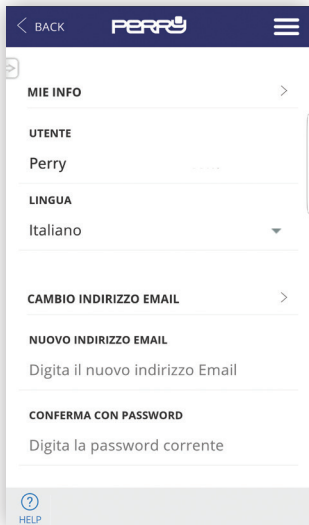 BACK PERRY
MIE INFO
UTENTE
Perry
LINGUA
Italiano
CAMBIO INDIRIZZO EMAIL
NUOVO INDIRIZZO EMAIL
Digita il nuovo indirizzo Email
CONFERMA CON PASSWORD
Digita la password corrente
?
HELP